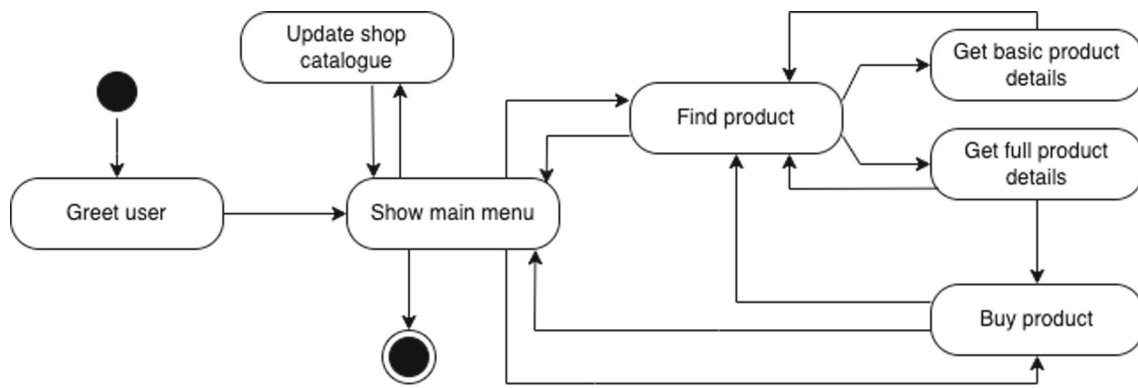 Update shop
catalogue
Get basic product
details
Find product
Get full product
details
Greet user
Show main menu
Buy product